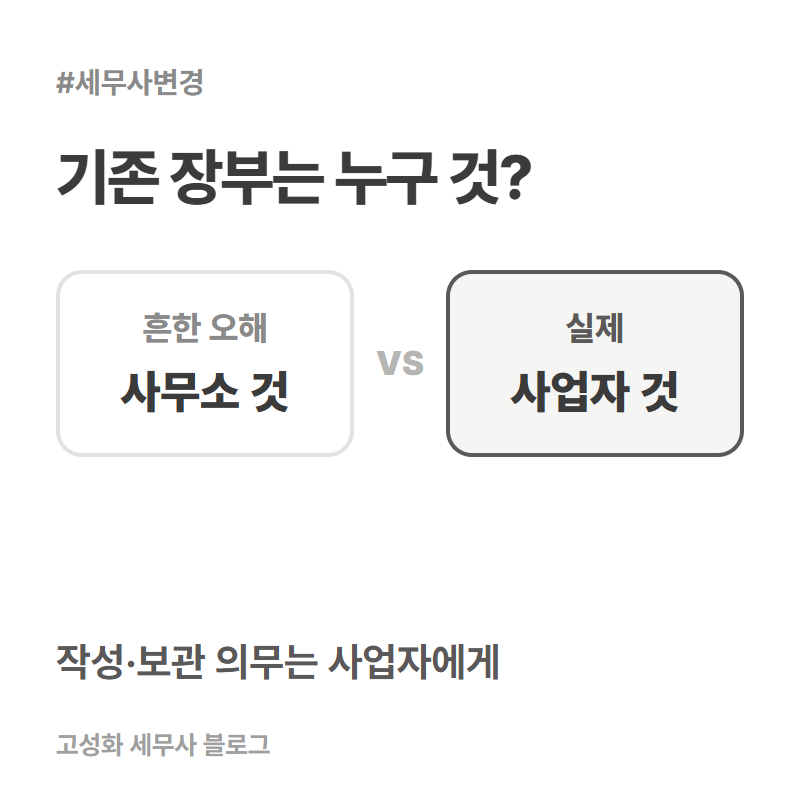 #세무사변경
기존 장부는 누구 것?
흔한 오해
사무소 것
VS
실제
사업자 것
작성·보관 의무는 사업자에게
고성화 세무사 블로그